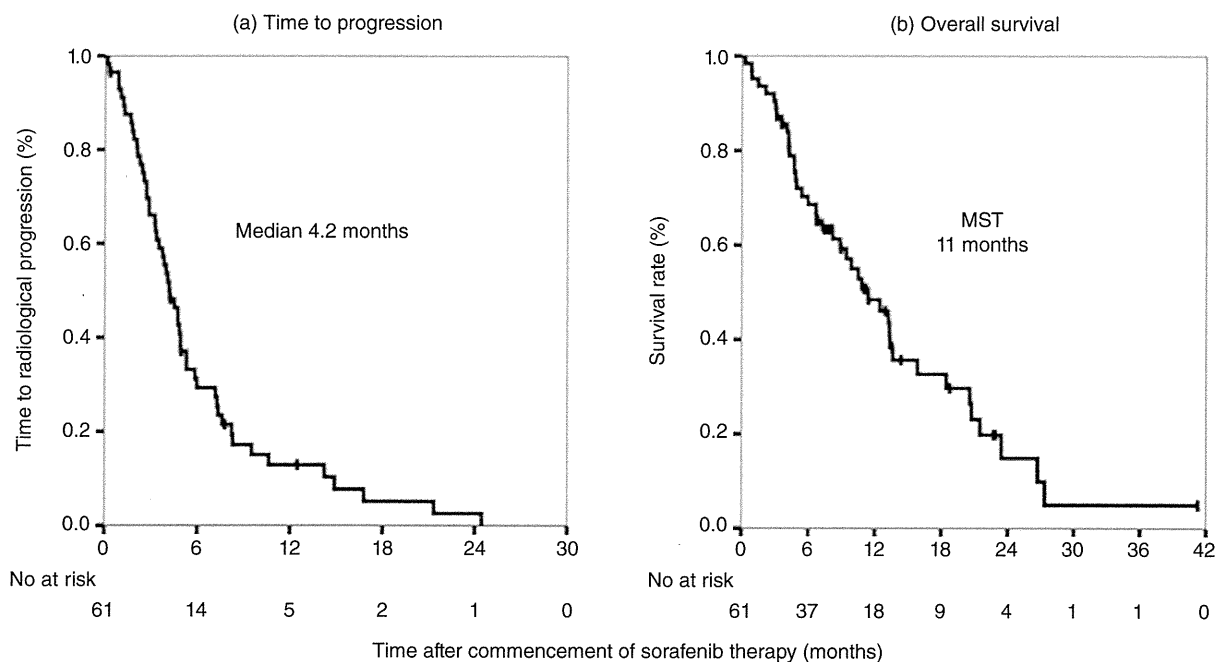 (a) Time to progression
Time to radiological progression (%)
1.0
0.8
0.6
0.4
0.2
0.0
Median 4.2 months
0 6 12 18 24 30
No at risk
61 14 5 2 1 0
(b) Overall survival
Survival rate (%)
1.0
0.8
0.6
0.4
0.2
0.0
MST
11 months
0 6 12 18 24 30 36 42
No at risk
61 37 18 9 4 1 1 0
Time after commencement of sorafenib therapy (months)